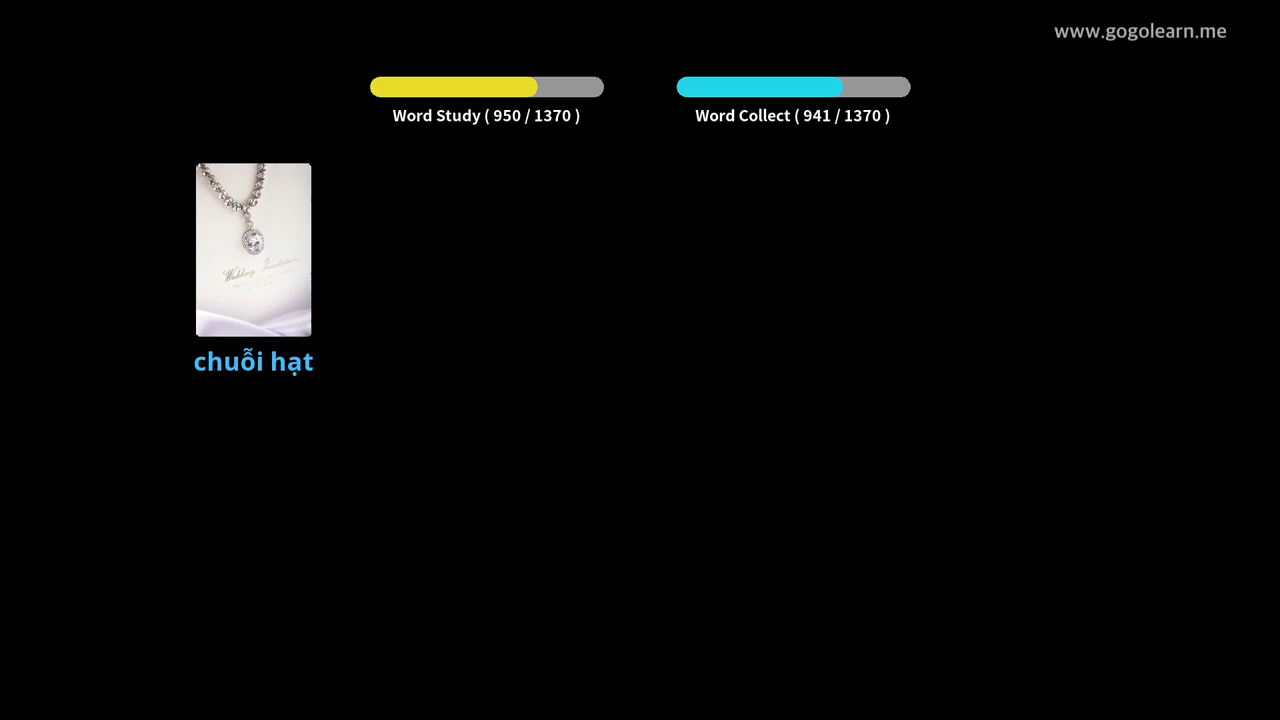 www.gogolearn.me
Word Study ( 950 / 1370 )
Word Collect ( 941 / 1370 )
Wedding Invitation
chuỗi hạt